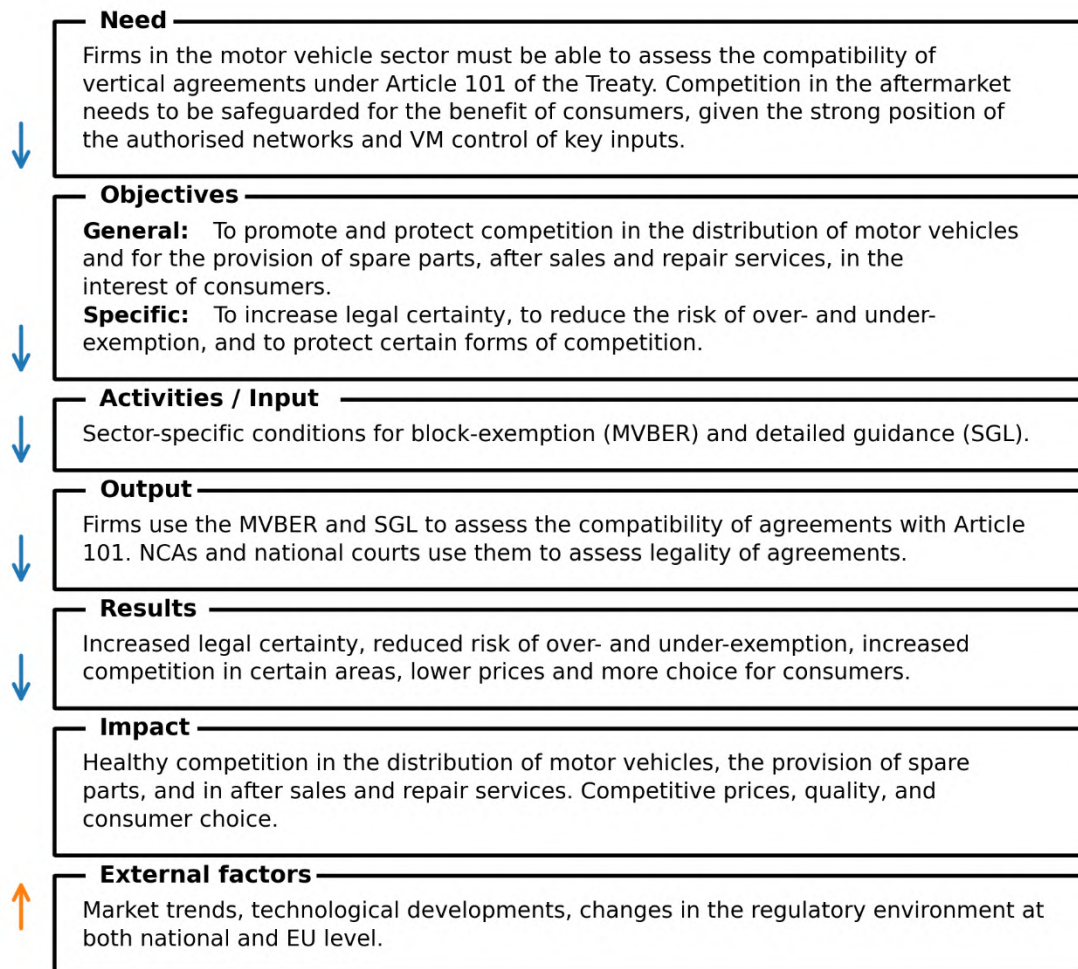 Need
Firms in the motor vehicle sector must be able to assess the compatibility of
vertical agreements under Article 101 of the Treaty. Competition in the aftermarket
needs to be safeguarded for the benefit of consumers, given the strong position of
the authorised networks and VM control of key inputs.
Objectives
General: To promote and protect competition in the distribution of motor vehicles
and for the provision of spare parts, after sales and repair services, in the
interest of consumers.
Specific: To increase legal certainty, to reduce the risk of over- and under-
exemption, and to protect certain forms of competition.
Activities / Input
Sector-specific conditions for block-exemption (MVBER) and detailed guidance (SGL).
Output
Firms use the MVBER and SGL to assess the compatibility of agreements with Article
101. NCAs and national courts use them to assess legality of agreements.
Results
Increased legal certainty, reduced risk of over- and under-exemption, increased
competition in certain areas, lower prices and more choice for consumers.
Impact
Healthy competition in the distribution of motor vehicles, the provision of spare
parts, and in after sales and repair services. Competitive prices, quality, and
consumer choice.
External factors
Market trends, technological developments, changes in the regulatory environment at
both national and EU level.